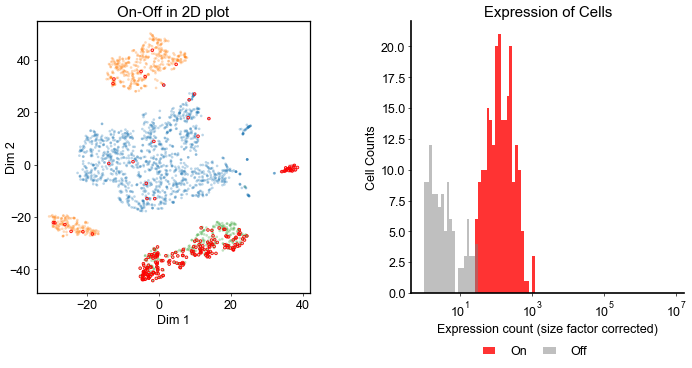 On-Off in 2D plot
40
20
0
−20
−40
Dim 2
−20
0
20
40
Dim 1
Expression of Cells
20.0
17.5
15.0
12.5
10.0
7.5
5.0
2.5
0.0
Cell Counts
10^1
10^3
10^5
10^7
Expression count (size factor corrected)
On
Off